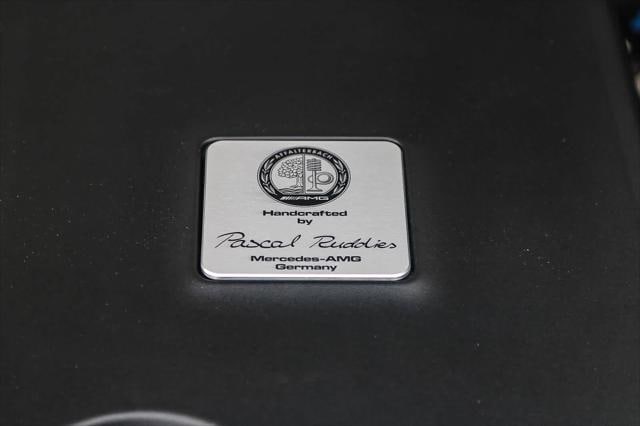 AFFALTERBACH
AMG
Handcrafted
by
Pascal Ruddies
Mercedes-AMG
Germany